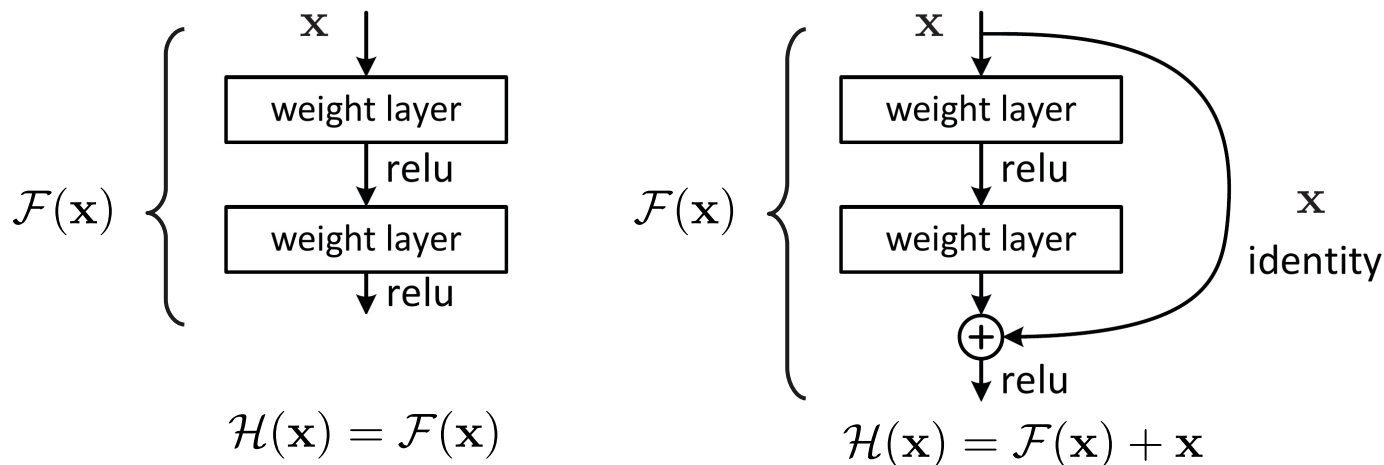 x
weight layer
relu
ℱ(x)
weight layer
relu
ℋ(x) = ℱ(x)
x
weight layer
relu
ℱ(x)
weight layer
x
identity
+
relu
ℋ(x) = ℱ(x) + x